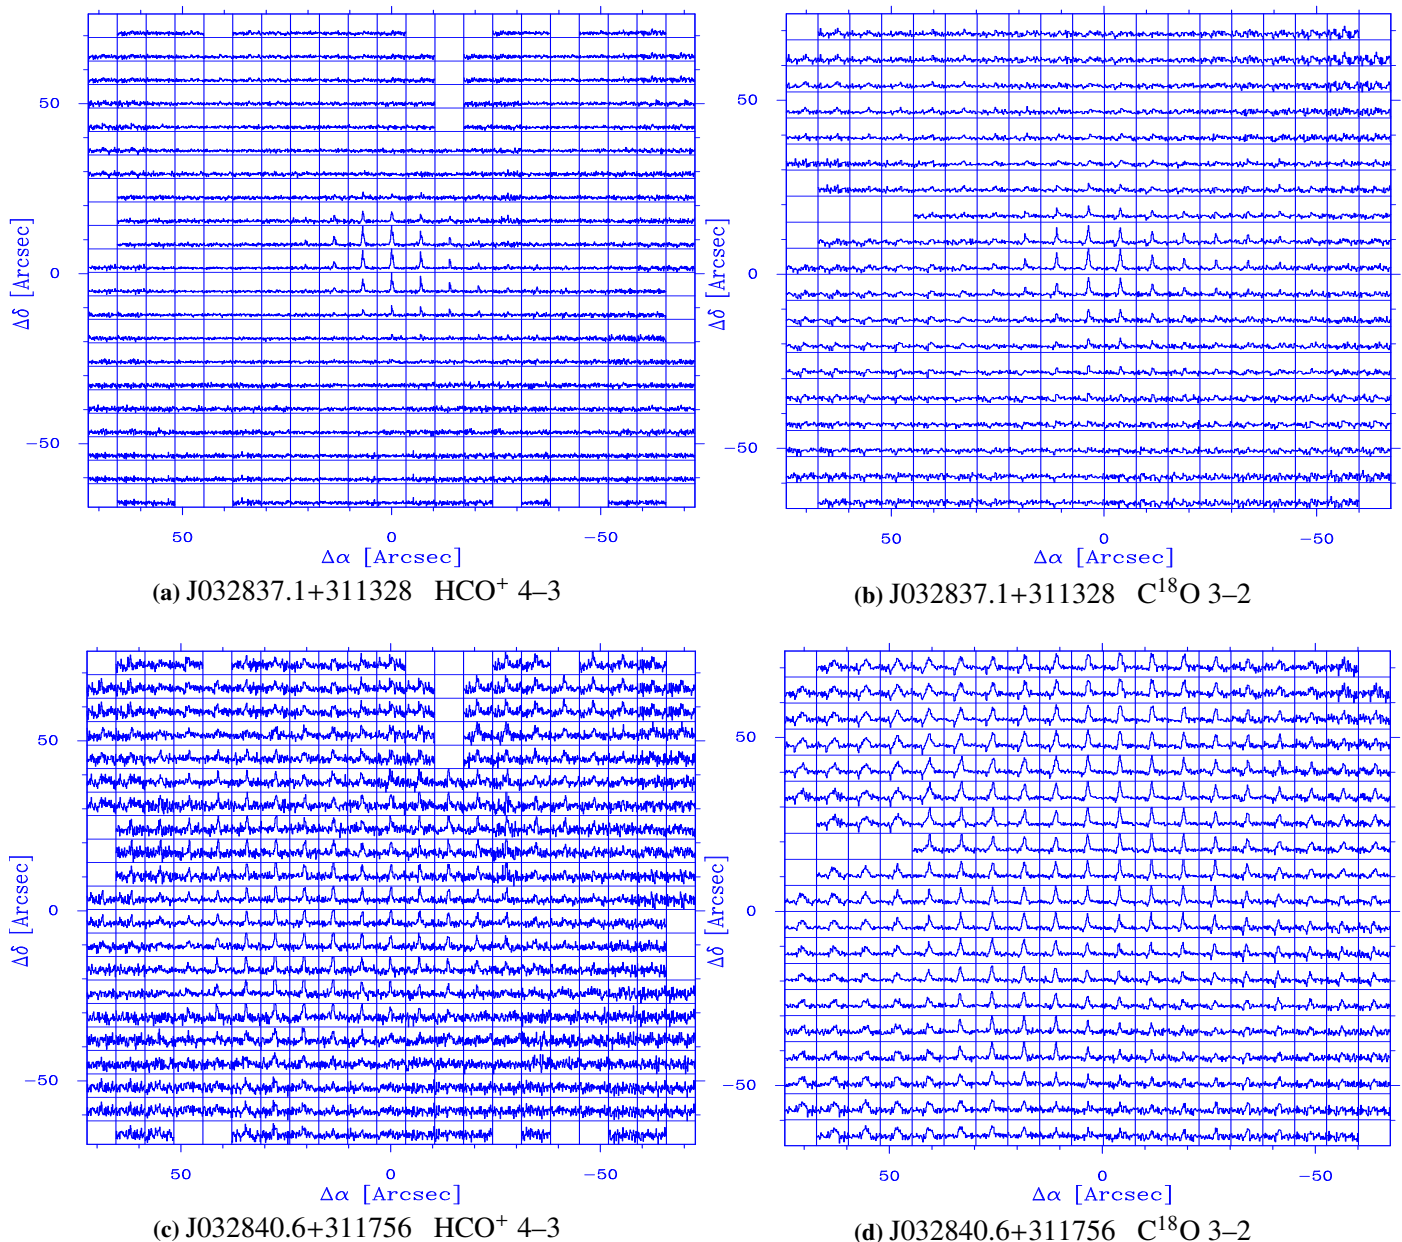 50
0
−50
Δδ [Arcsec]
50
0
−50
Δα [Arcsec]
(a) J032837.1+311328 HCO⁺ 4–3
50
0
−50
Δδ [Arcsec]
50
0
−50
Δα [Arcsec]
(b) J032837.1+311328 C¹⁸O 3–2
50
0
−50
Δδ [Arcsec]
50
0
−50
Δα [Arcsec]
(c) J032840.6+311756 HCO⁺ 4–3
50
0
−50
Δδ [Arcsec]
50
0
−50
Δα [Arcsec]
(d) J032840.6+311756 C¹⁸O 3–2